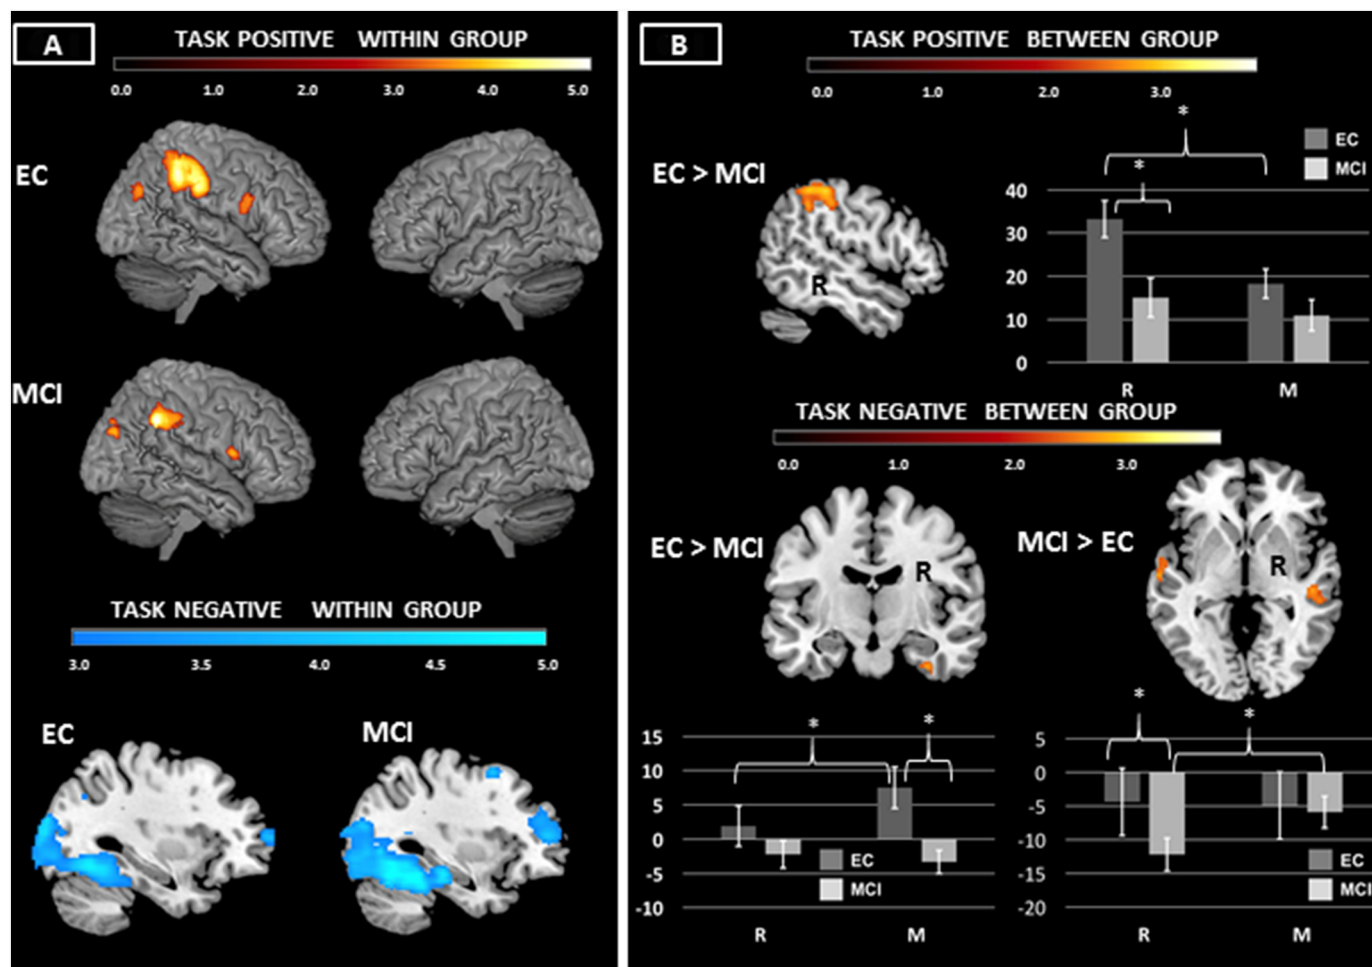 A
TASK POSITIVE WITHIN GROUP
0.0 1.0 2.0 3.0 4.0 5.0
EC
MCI
TASK NEGATIVE WITHIN GROUP
3.0 3.5 4.0 4.5 5.0
EC MCI
B
TASK POSITIVE BETWEEN GROUP
0.0 1.0 2.0 3.0
EC > MCI
R
*
*
EC
MCI
40
30
20
10
0
R M
TASK NEGATIVE BETWEEN GROUP
0.0 1.0 2.0 3.0
EC > MCI
R
MCI > EC
R
* *
15
10
5
0
-5
-10
EC
MCI
R M
* *
5
0
-5
-10
-15
-20
EC
MCI
R M